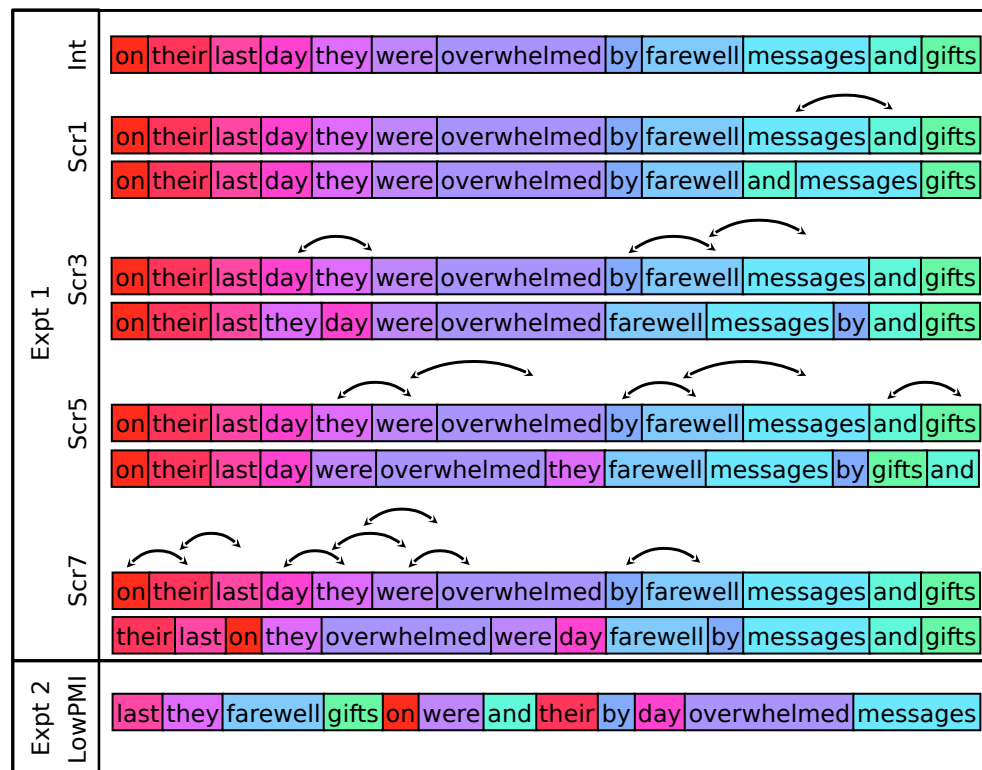 Expt 1
Int
on their last day they were overwhelmed by farewell messages and gifts
Scr1
on their last day they were overwhelmed by farewell messages and gifts
on their last day they were overwhelmed by farewell and messages gifts
Scr3
on their last day they were overwhelmed by farewell messages and gifts
on their last they day were overwhelmed farewell messages by and gifts
Scr5
on their last day they were overwhelmed by farewell messages and gifts
on their last day were overwhelmed they farewell messages by gifts and
Scr7
on their last day they were overwhelmed by farewell messages and gifts
their last on they overwhelmed were day farewell by messages and gifts
Expt 2
LowPMI
last they farewell gifts on were and their by day overwhelmed messages